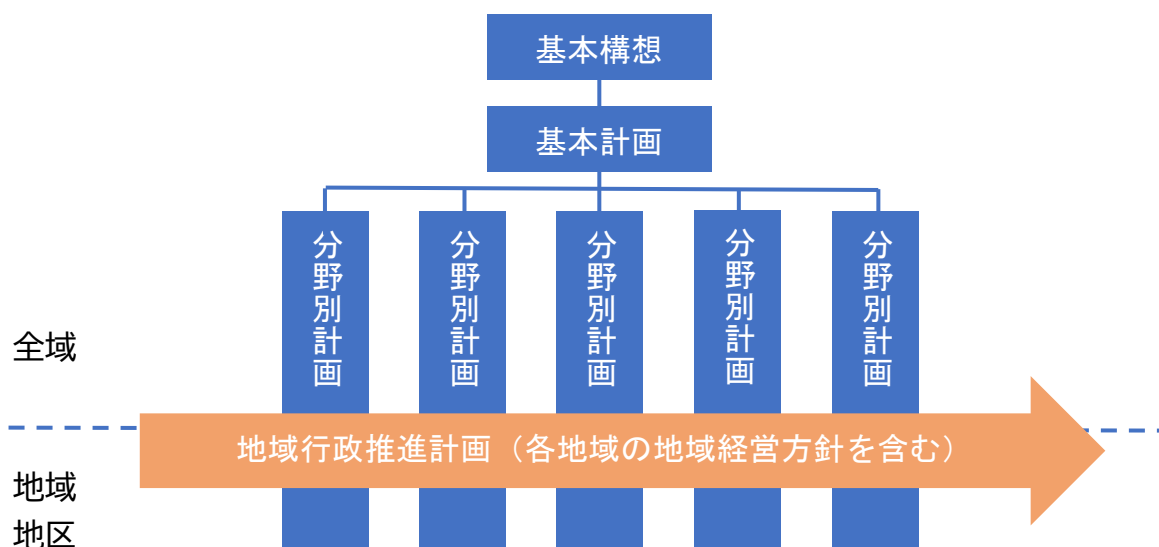 基本構想
基本計画
分野別計画
分野別計画
分野別計画
分野別計画
分野別計画
全域
地域行政推進計画（各地域の地域経営方針を含む）
地域
地区